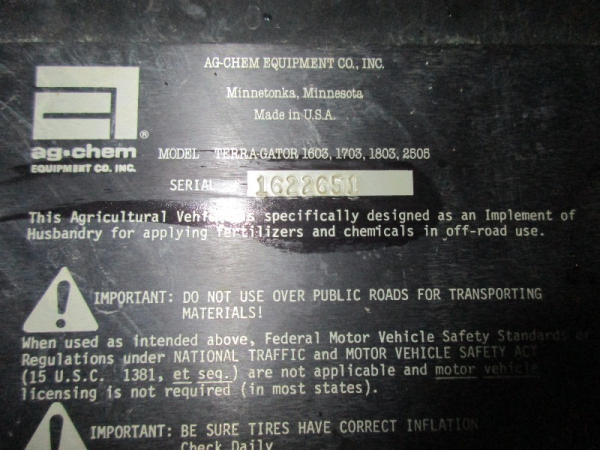 AG-CHEM EQUIPMENT CO., INC.
Minnetonka, Minnesota
Made in U.S.A.
ag•chem®
EQUIPMENT CO. INC.
MODEL TERRA-GATOR 1603, 1703, 1803, 2505
SERIAL 1622651
This Agricultural Vehicle is specifically designed as an Implement of
Husbandry for applying fertilizers and chemicals in off-road use.
IMPORTANT: DO NOT USE OVER PUBLIC ROADS FOR TRANSPORTING
MATERIALS!
When used as intended above, Federal Motor Vehicle Safety Standards or
Regulations under NATIONAL TRAFFIC and MOTOR VEHICLE SAFETY ACT
(15 U.S.C. 1381, et seq.) are not applicable and motor vehicle
licensing is not required (in most states).
IMPORTANT: BE SURE TIRES HAVE CORRECT INFLATION
Check Daily